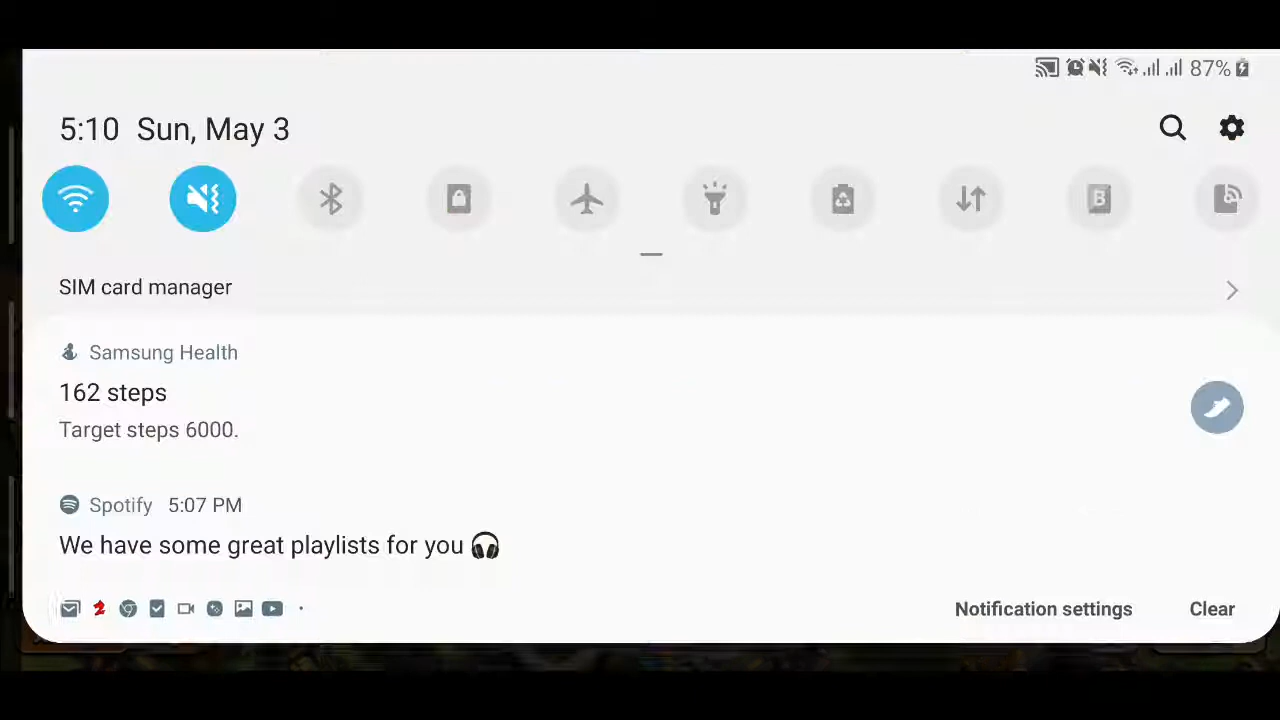 87%
5:10 Sun, May 3
SIM card manager
Samsung Health
162 steps
Target steps 6000.
Spotify 5:07 PM
We have some great playlists for you 🎧
Notification settings Clear